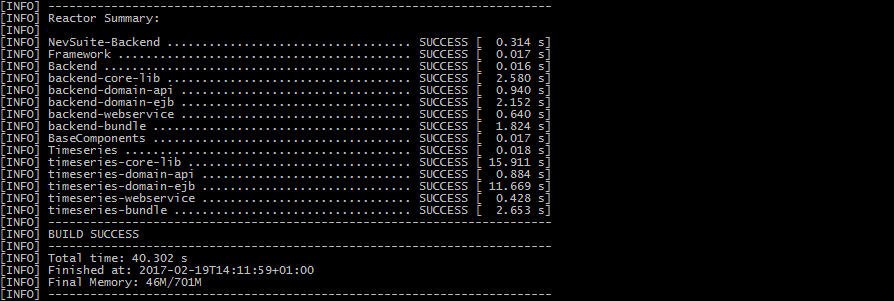 [INFO] ------------------------------------------------------------------------
[INFO] Reactor Summary:
[INFO]
[INFO] NevSuite-Backend ................................... SUCCESS [  0.314 s]
[INFO] Framework .......................................... SUCCESS [  0.017 s]
[INFO] Backend ............................................ SUCCESS [  0.016 s]
[INFO] backend-core-lib ................................... SUCCESS [  2.580 s]
[INFO] backend-domain-api ................................. SUCCESS [  0.940 s]
[INFO] backend-domain-ejb ................................. SUCCESS [  2.152 s]
[INFO] backend-webservice ................................. SUCCESS [  0.640 s]
[INFO] backend-bundle ..................................... SUCCESS [  1.824 s]
[INFO] BaseComponents ..................................... SUCCESS [  0.017 s]
[INFO] Timeseries ......................................... SUCCESS [  0.018 s]
[INFO] timeseries-core-lib ................................ SUCCESS [ 15.911 s]
[INFO] timeseries-domain-api .............................. SUCCESS [  0.884 s]
[INFO] timeseries-domain-ejb .............................. SUCCESS [ 11.669 s]
[INFO] timeseries-webservice .............................. SUCCESS [  0.428 s]
[INFO] timeseries-bundle .................................. SUCCESS [  2.653 s]
[INFO] ------------------------------------------------------------------------
[INFO] BUILD SUCCESS
[INFO] ------------------------------------------------------------------------
[INFO] Total time: 40.302 s
[INFO] Finished at: 2017-02-19T14:11:59+01:00
[INFO] Final Memory: 46M/701M
[INFO] ------------------------------------------------------------------------